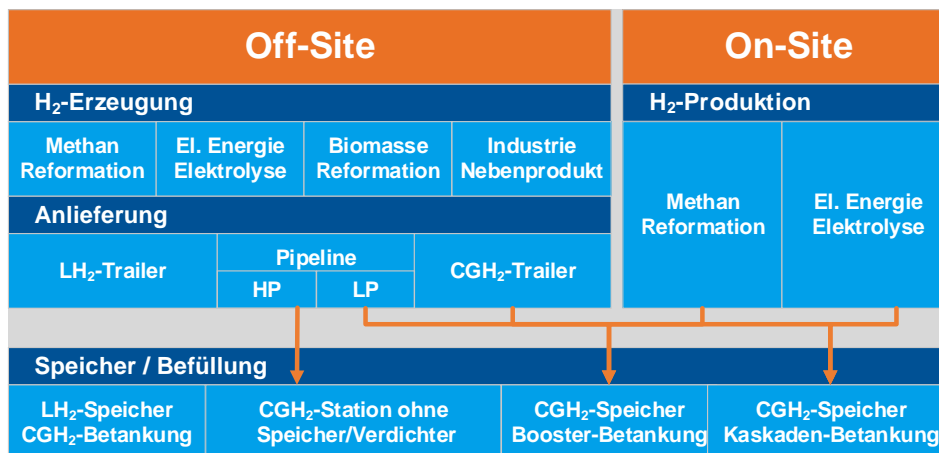 Off-Site
On-Site
H₂-Erzeugung
H₂-Produktion
Methan
Reformation
El. Energie
Elektrolyse
Biomasse
Reformation
Industrie
Nebenprodukt
Methan
Reformation
El. Energie
Elektrolyse
Anlieferung
LH₂-Trailer
Pipeline
HP
LP
CGH₂-Trailer
Speicher / Befüllung
LH₂-Speicher
CGH₂-Betankung
CGH₂-Station ohne
Speicher/Verdichter
CGH₂-Speicher
Booster-Betankung
CGH₂-Speicher
Kaskaden-Betankung